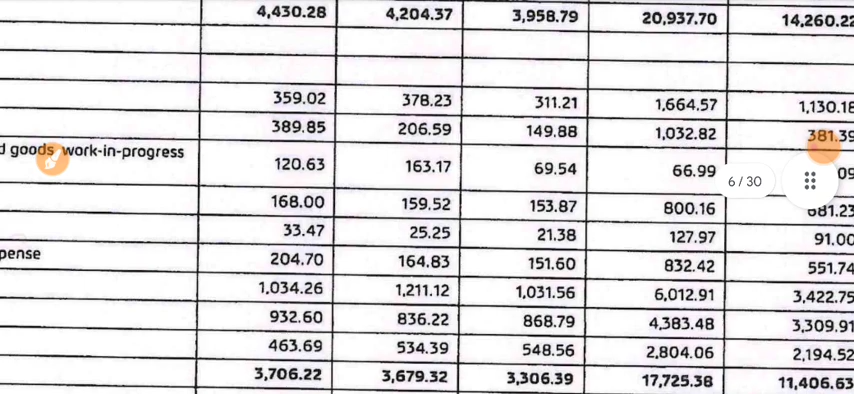 4,430.28 4,204.37 3,958.79 20,937.70 14,260.22
359.02 378.23 311.21 1,664.57 1,130.18
389.85 206.59 149.88 1,032.82 381.39
d goods work-in-progress
120.63 163.17 69.54 66.99 09
6 / 30
168.00 159.52 153.87 800.16 681.23
33.47 25.25 21.38 127.97 91.00
pense 204.70 164.83 151.60 832.42 551.74
1,034.26 1,211.12 1,031.56 6,012.91 3,422.75
932.60 836.22 868.79 4,383.48 3,309.91
463.69 534.39 548.56 2,804.06 2,194.52
3,706.22 3,679.32 3,306.39 17,725.38 11,406.63